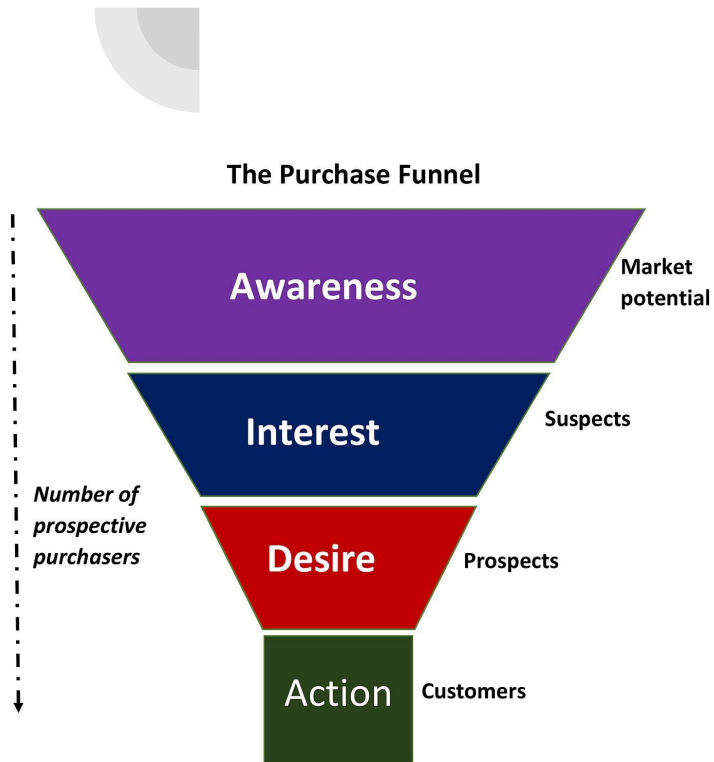 The Purchase Funnel
Awareness
Market
potential
Interest
Suspects
Number of
prospective
purchasers
Desire
Prospects
Action
Customers